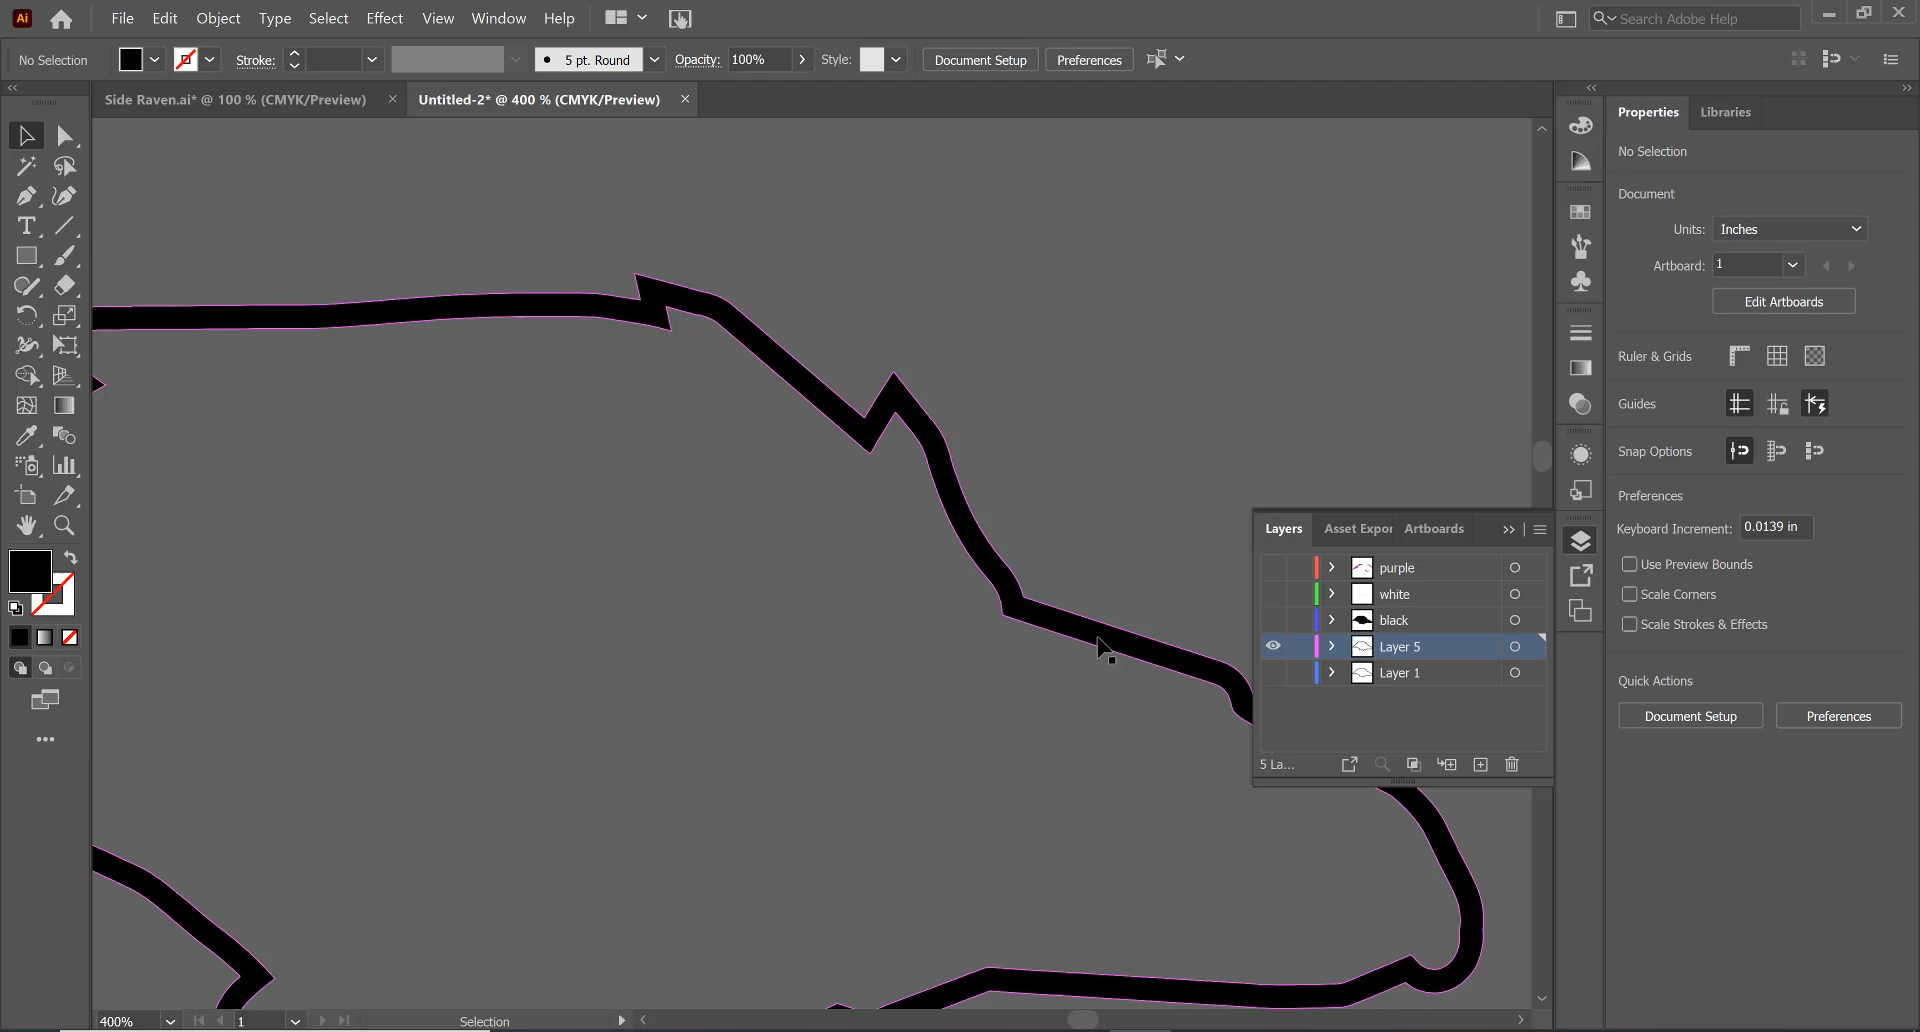 Ai File Edit Object Type Select Effect View Window Help Search Adobe Help
No Selection Stroke: 5 pt. Round Opacity: 100% Style: Document Setup Preferences
Side Raven.ai* @ 100 % (CMYK/Preview) Untitled-2* @ 400 % (CMYK/Preview)
Properties Libraries
No Selection
Document
Units: Inches
Artboard: 1
Edit Artboards
Ruler & Grids
Guides
Snap Options
Preferences
Keyboard Increment: 0.0139 in
Use Preview Bounds
Scale Corners
Scale Strokes & Effects
Quick Actions
Document Setup Preferences
Layers Asset Expor Artboards
purple
white
black
Layer 5
Layer 1
5 La...
400% 1 Selection